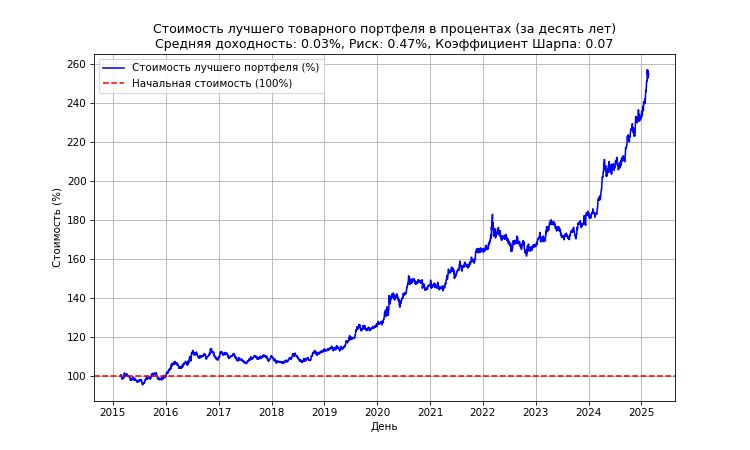 Стоимость лучшего товарного портфеля в процентах (за десять лет)
Средняя доходность: 0.03%, Риск: 0.47%, Коэффициент Шарпа: 0.07
Стоимость лучшего портфеля (%)
Начальная стоимость (100%)
Стоимость (%)
260
240
220
200
180
160
140
120
100
2015 2016 2017 2018 2019 2020 2021 2022 2023 2024 2025
День